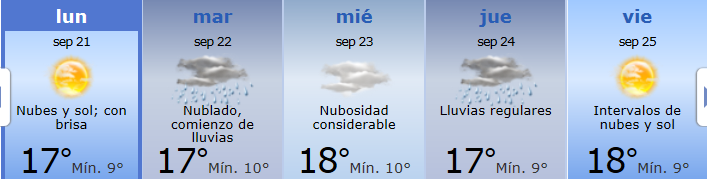 lun
sep 21
Nubes y sol; con
brisa
17° Mín. 9°
mar
sep 22
Nublado,
comienzo de
lluvias
17° Mín. 10°
mié
sep 23
Nubosidad
considerable
18° Mín. 10°
jue
sep 24
Lluvias regulares
17° Mín. 9°
vie
sep 25
Intervalos de
nubes y sol
18° Mín. 9°